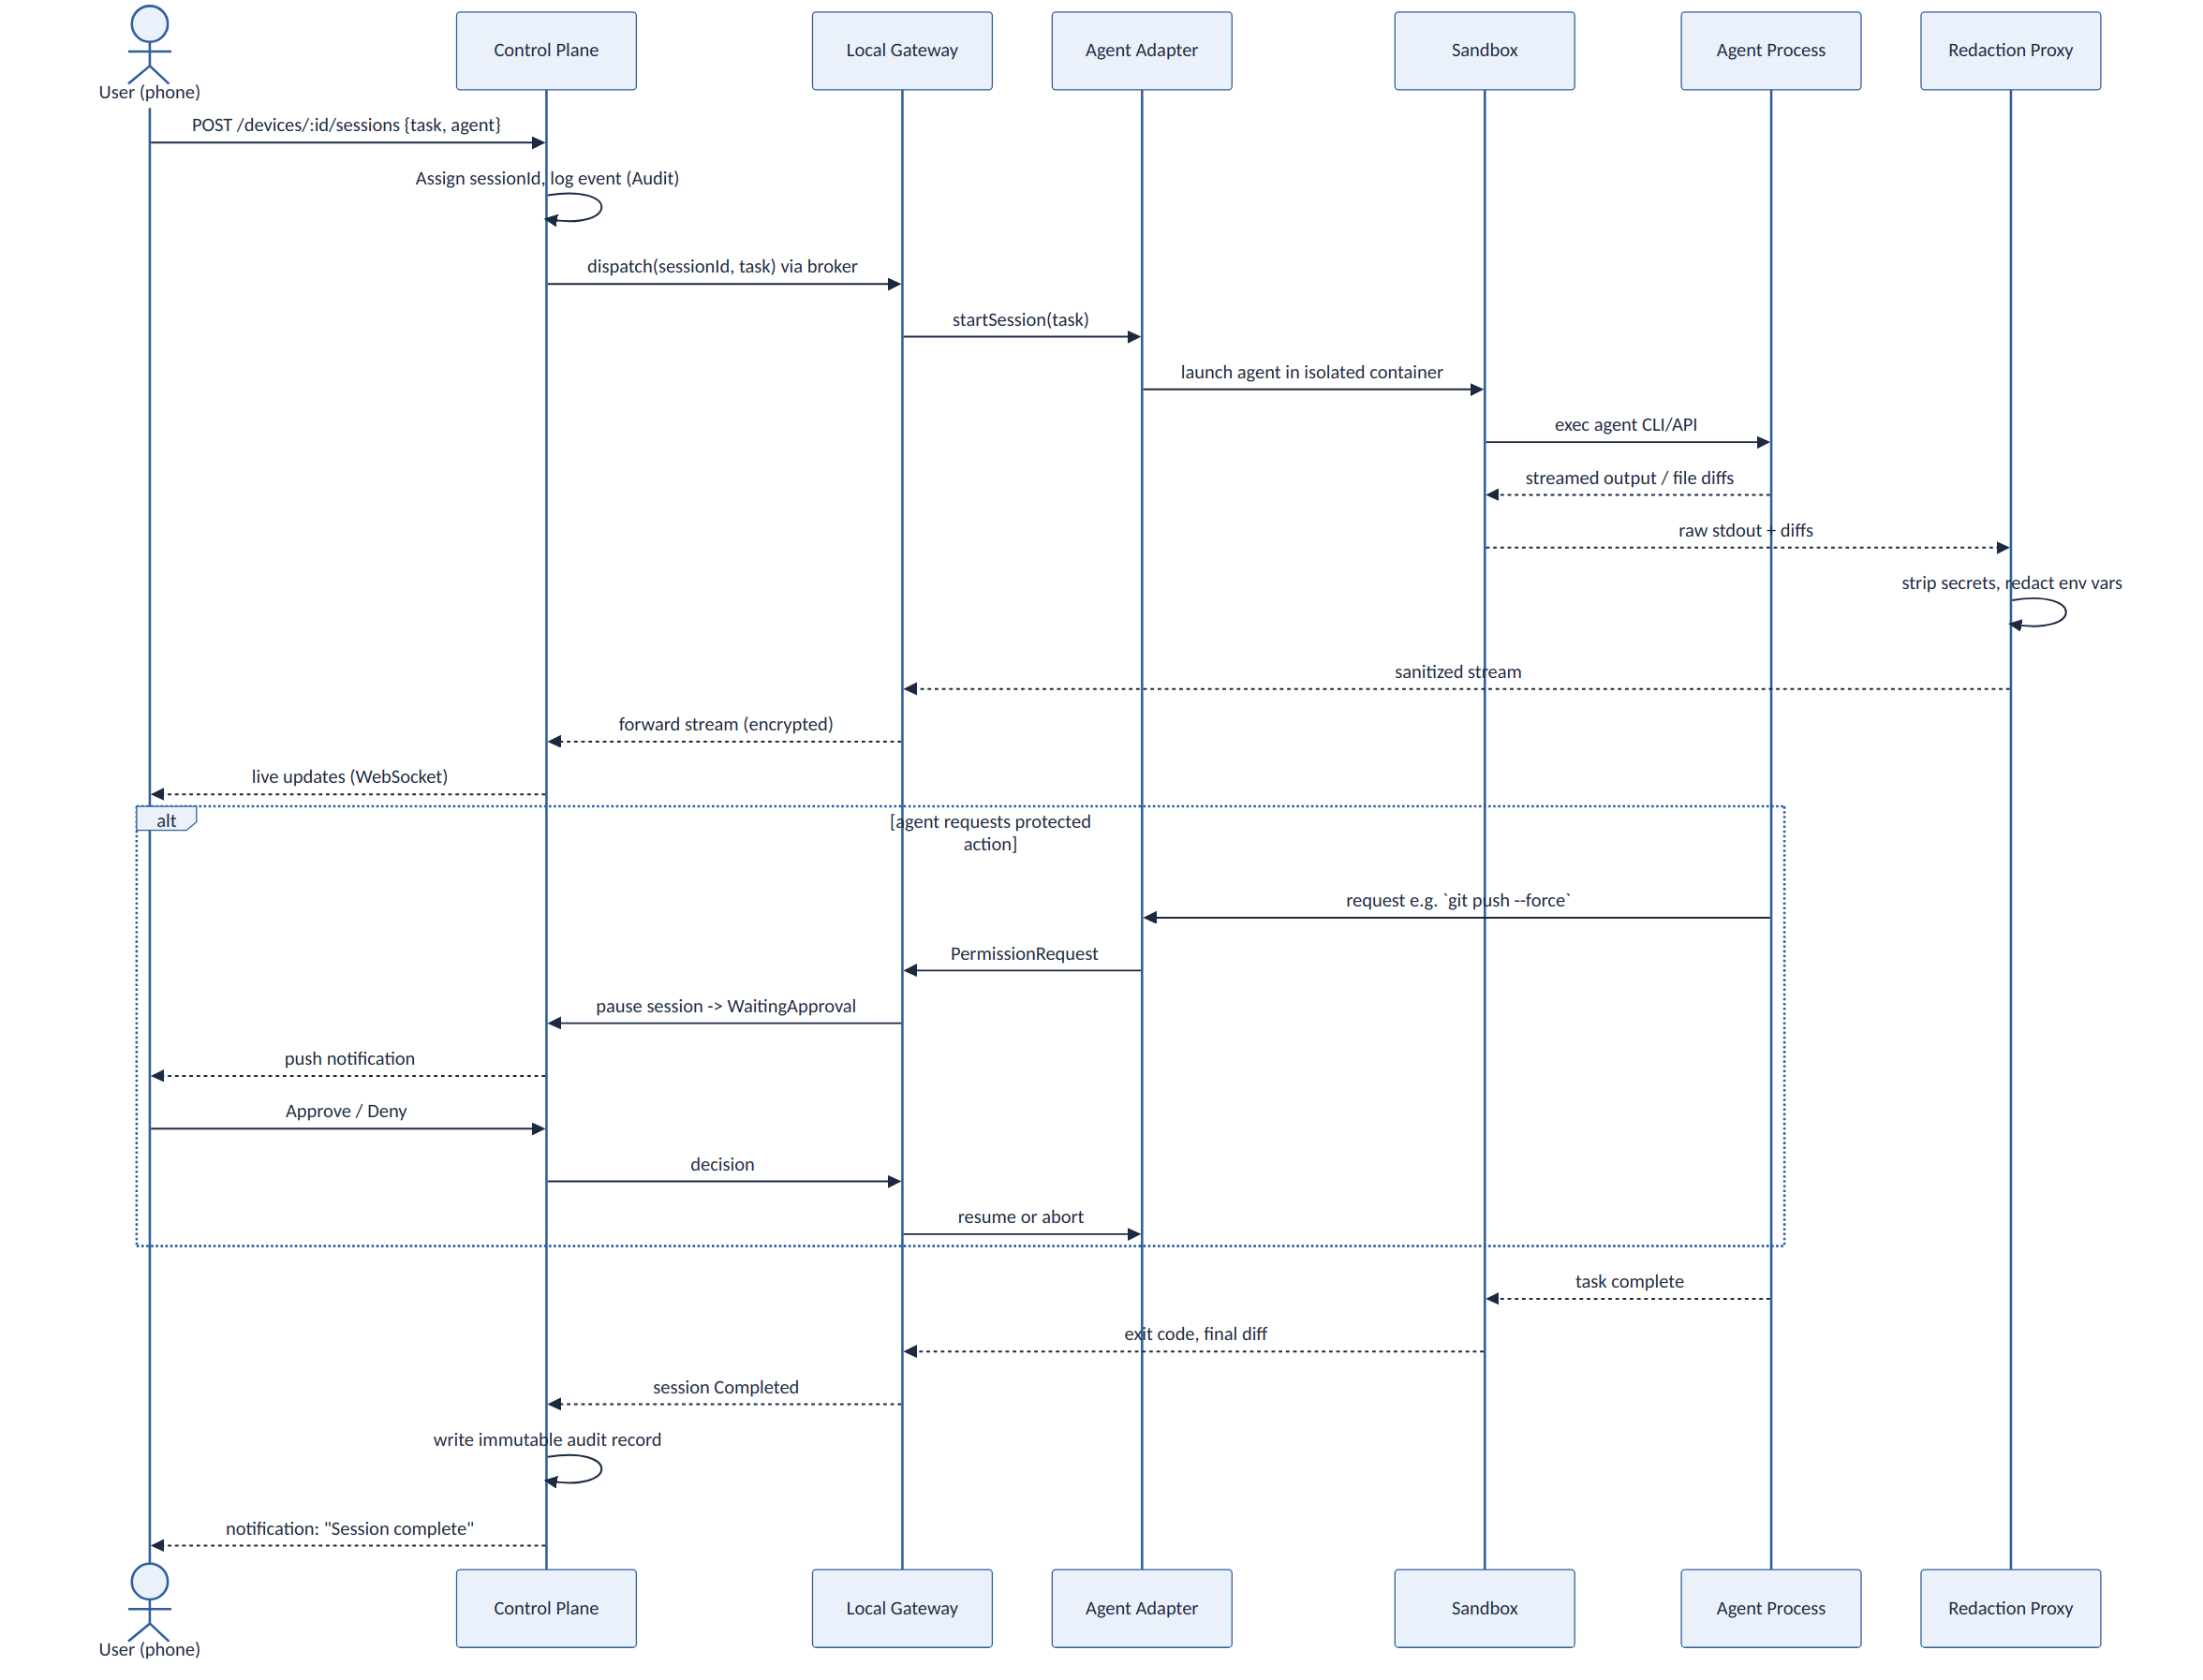 User (phone)
Control Plane
Local Gateway
Agent Adapter
Sandbox
Agent Process
Redaction Proxy
POST /devices/:id/sessions {task, agent}
Assign sessionId, log event (Audit)
dispatch(sessionId, task) via broker
startSession(task)
launch agent in isolated container
exec agent CLI/API
streamed output / file diffs
raw stdout + diffs
strip secrets, redact env vars
sanitized stream
forward stream (encrypted)
live updates (WebSocket)
alt
[agent requests protected
action]
request e.g. `git push --force`
PermissionRequest
pause session -> WaitingApproval
push notification
Approve / Deny
decision
resume or abort
task complete
exit code, final diff
session Completed
write immutable audit record
notification: "Session complete"
User (phone)
Control Plane
Local Gateway
Agent Adapter
Sandbox
Agent Process
Redaction Proxy